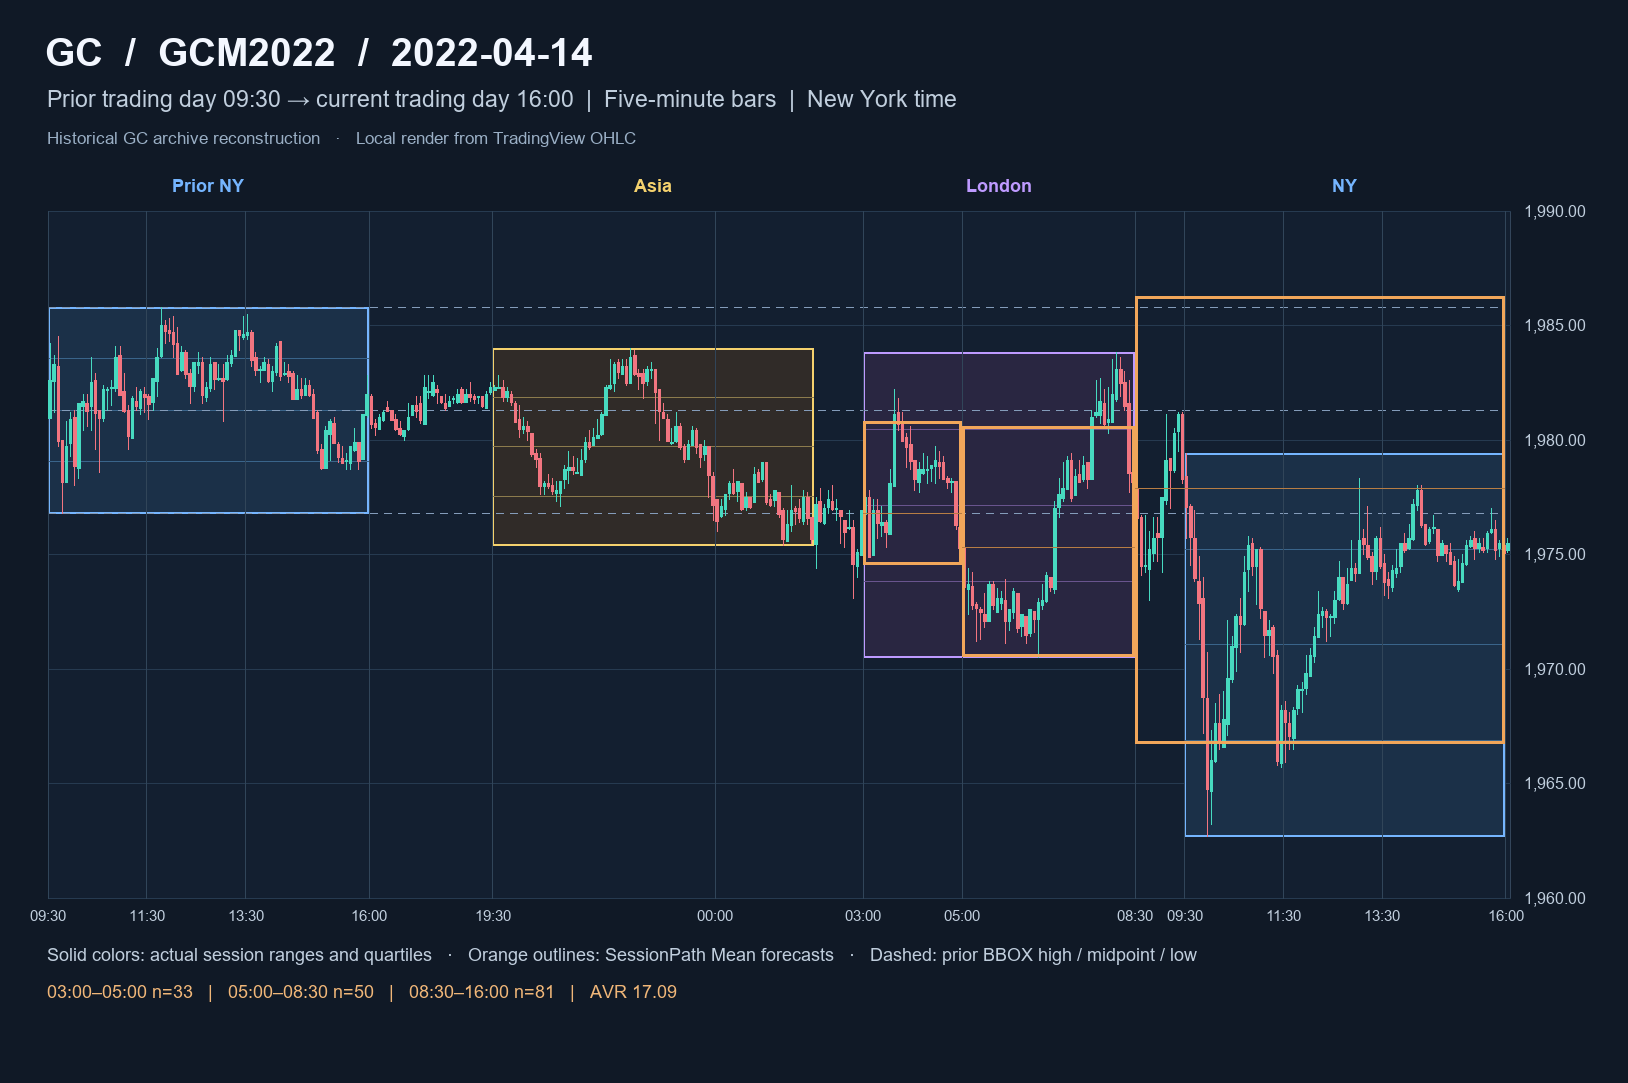 GC / GCM2022 / 2022-04-14
Prior trading day 09:30 → current trading day 16:00 | Five-minute bars | New York time
Historical GC archive reconstruction · Local render from TradingView OHLC
Prior NY Asia London NY
1,990.00
1,985.00
1,980.00
1,975.00
1,970.00
1,965.00
1,960.00
09:30 11:30 13:30 16:00 19:30 00:00 03:00 05:00 08:30 09:30 11:30 13:30 16:00
Solid colors: actual session ranges and quartiles · Orange outlines: SessionPath Mean forecasts · Dashed: prior BBOX high / midpoint / low
03:00–05:00 n=33 | 05:00–08:30 n=50 | 08:30–16:00 n=81 | AVR 17.09